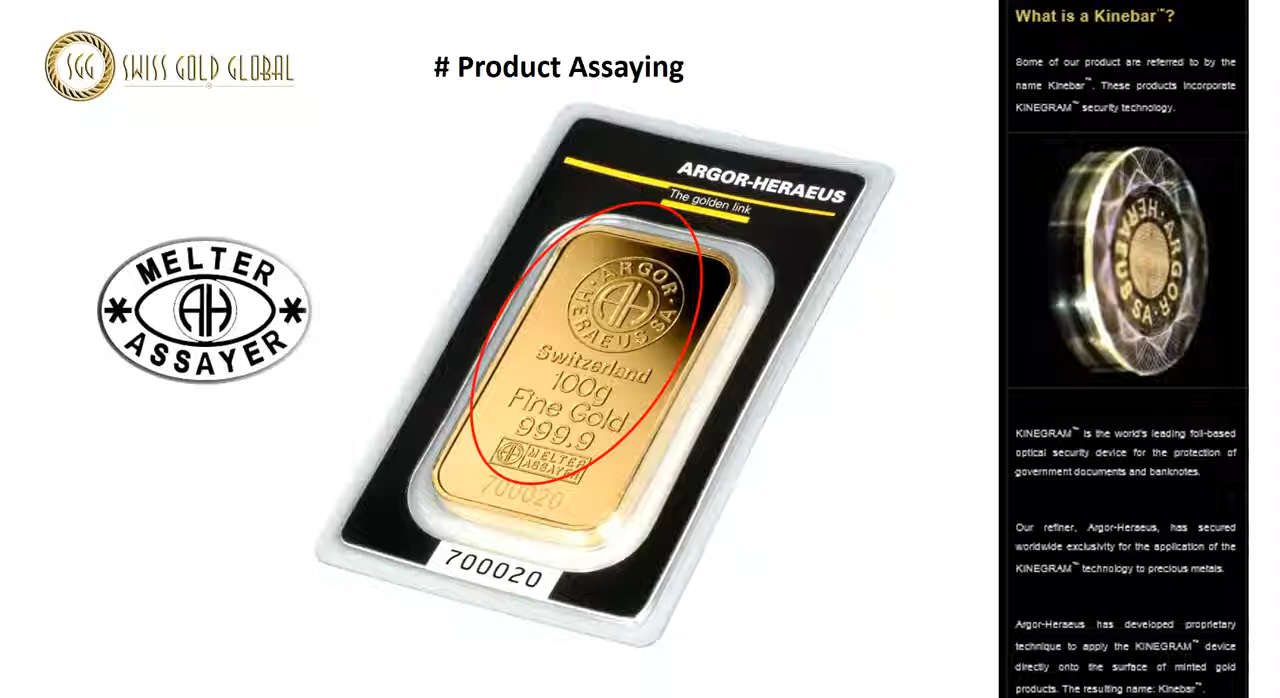 SGG SWISS GOLD GLOBAL
# Product Assaying
MELTER
AH
ASSAYER
ARGOR-HERAEUS
The golden link
ARGOR
HERAEUS SA
AH
Switzerland
100g
Fine Gold
999.9
AH MELTER
ASSAYER
700020
700020
What is a Kinebar™?
Some of our product are referred to by the
name Kinebar™. These products incorporate
KINEGRAM™ security technology.
ARGOR
HERAEUS SA
KINEGRAM™ is the world's leading foil-based
optical security device for the protection of
government documents and banknotes.
Our refiner, Argor-Heraeus, has secured
worldwide exclusivity for the application of the
KINEGRAM™ technology to precious metals.
Argor-Heraeus has developed proprietary
technique to apply the KINEGRAM™ device
directly onto the surface of minted gold
products. The resulting name: Kinebar™.